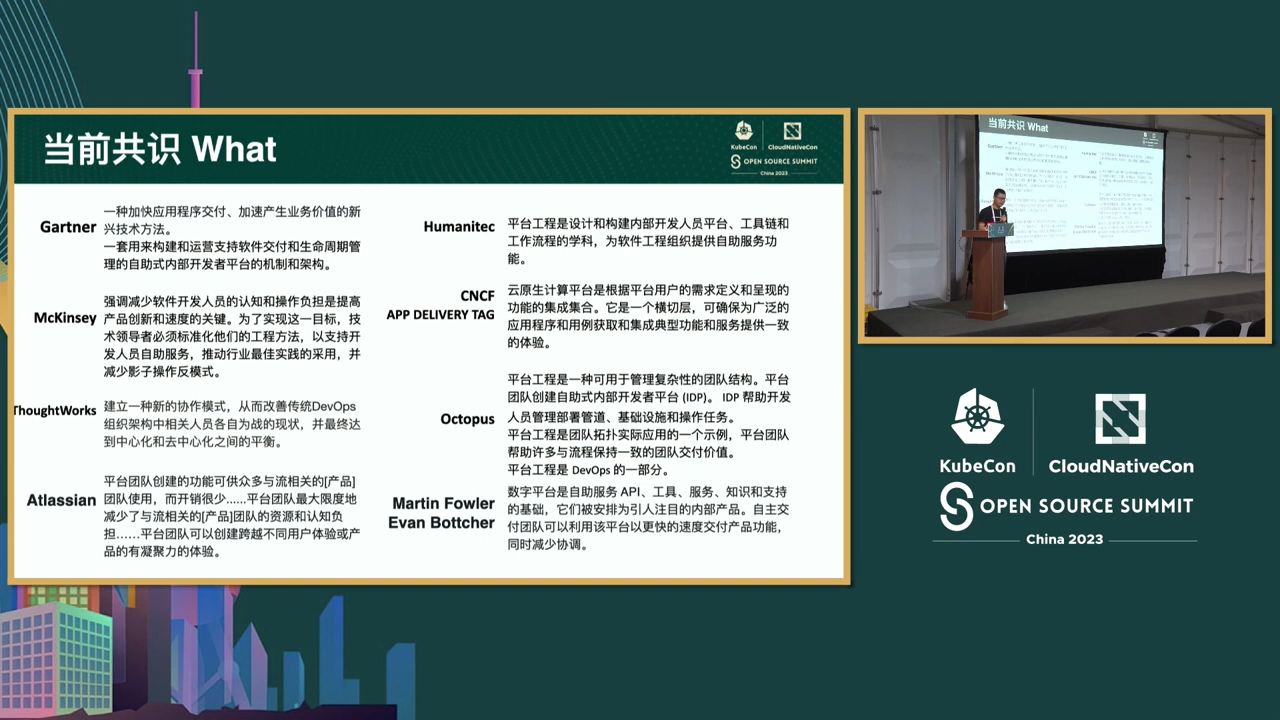 当前共识 What
KubeCon
CloudNativeCon
OPEN SOURCE SUMMIT
China 2023
Gartner
一种加快应用程序交付、加速产生业务价值的新
兴技术方法。
一套用来构建和运营支持软件交付和生命周期管
理的自助式内部开发者平台的机制和架构。
McKinsey
强调减少软件开发人员的认知和操作负担是提高
产品创新和速度的关键。为了实现这一目标，技
术领导者必须标准化他们的工程方法，以支持开
发人员自助服务，推动行业最佳实践的采用，并
减少影子操作反模式。
ThoughtWorks
建立一种新的协作模式，从而改善传统DevOps
组织架构中相关人员各自为战的现状，并最终达
到中心化和去中心化之间的平衡。
Atlassian
平台团队创建的功能可供众多与流相关的[产品]
团队使用，而开销很少......平台团队最大限度地
减少了与流相关的[产品]团队的资源和认知负
担......平台团队可以创建跨越不同用户体验或产
品的有凝聚力的体验。
Humanitec
平台工程是设计和构建内部开发人员平台、工具链和
工作流程的学科，为软件工程组织提供自助服务功
能。
CNCF
APP DELIVERY TAG
云原生计算平台是根据平台用户的需求定义和呈现的
功能的集成集合。它是一个横切层，可确保为广泛的
应用程序和用例获取和集成典型功能和服务提供一致
的体验。
Octopus
平台工程是一种可用于管理复杂性的团队结构。平台
团队创建自助式内部开发者平台 (IDP)。 IDP 帮助开发
人员管理部署管道、基础设施和操作任务。
平台工程是团队拓扑实际应用的一个示例，平台团队
帮助许多与流程保持一致的团队交付价值。
平台工程是 DevOps 的一部分。
Martin Fowler
Evan Bottcher
数字平台是自助服务 API、工具、服务、知识和支持
的基础，它们被安排为引人注目的内部产品。自主交
付团队可以利用该平台以更快的速度交付产品功能，
同时减少协调。
当前共识 What
KubeCon
CloudNativeCon
OPEN SOURCE SUMMIT
China 2023